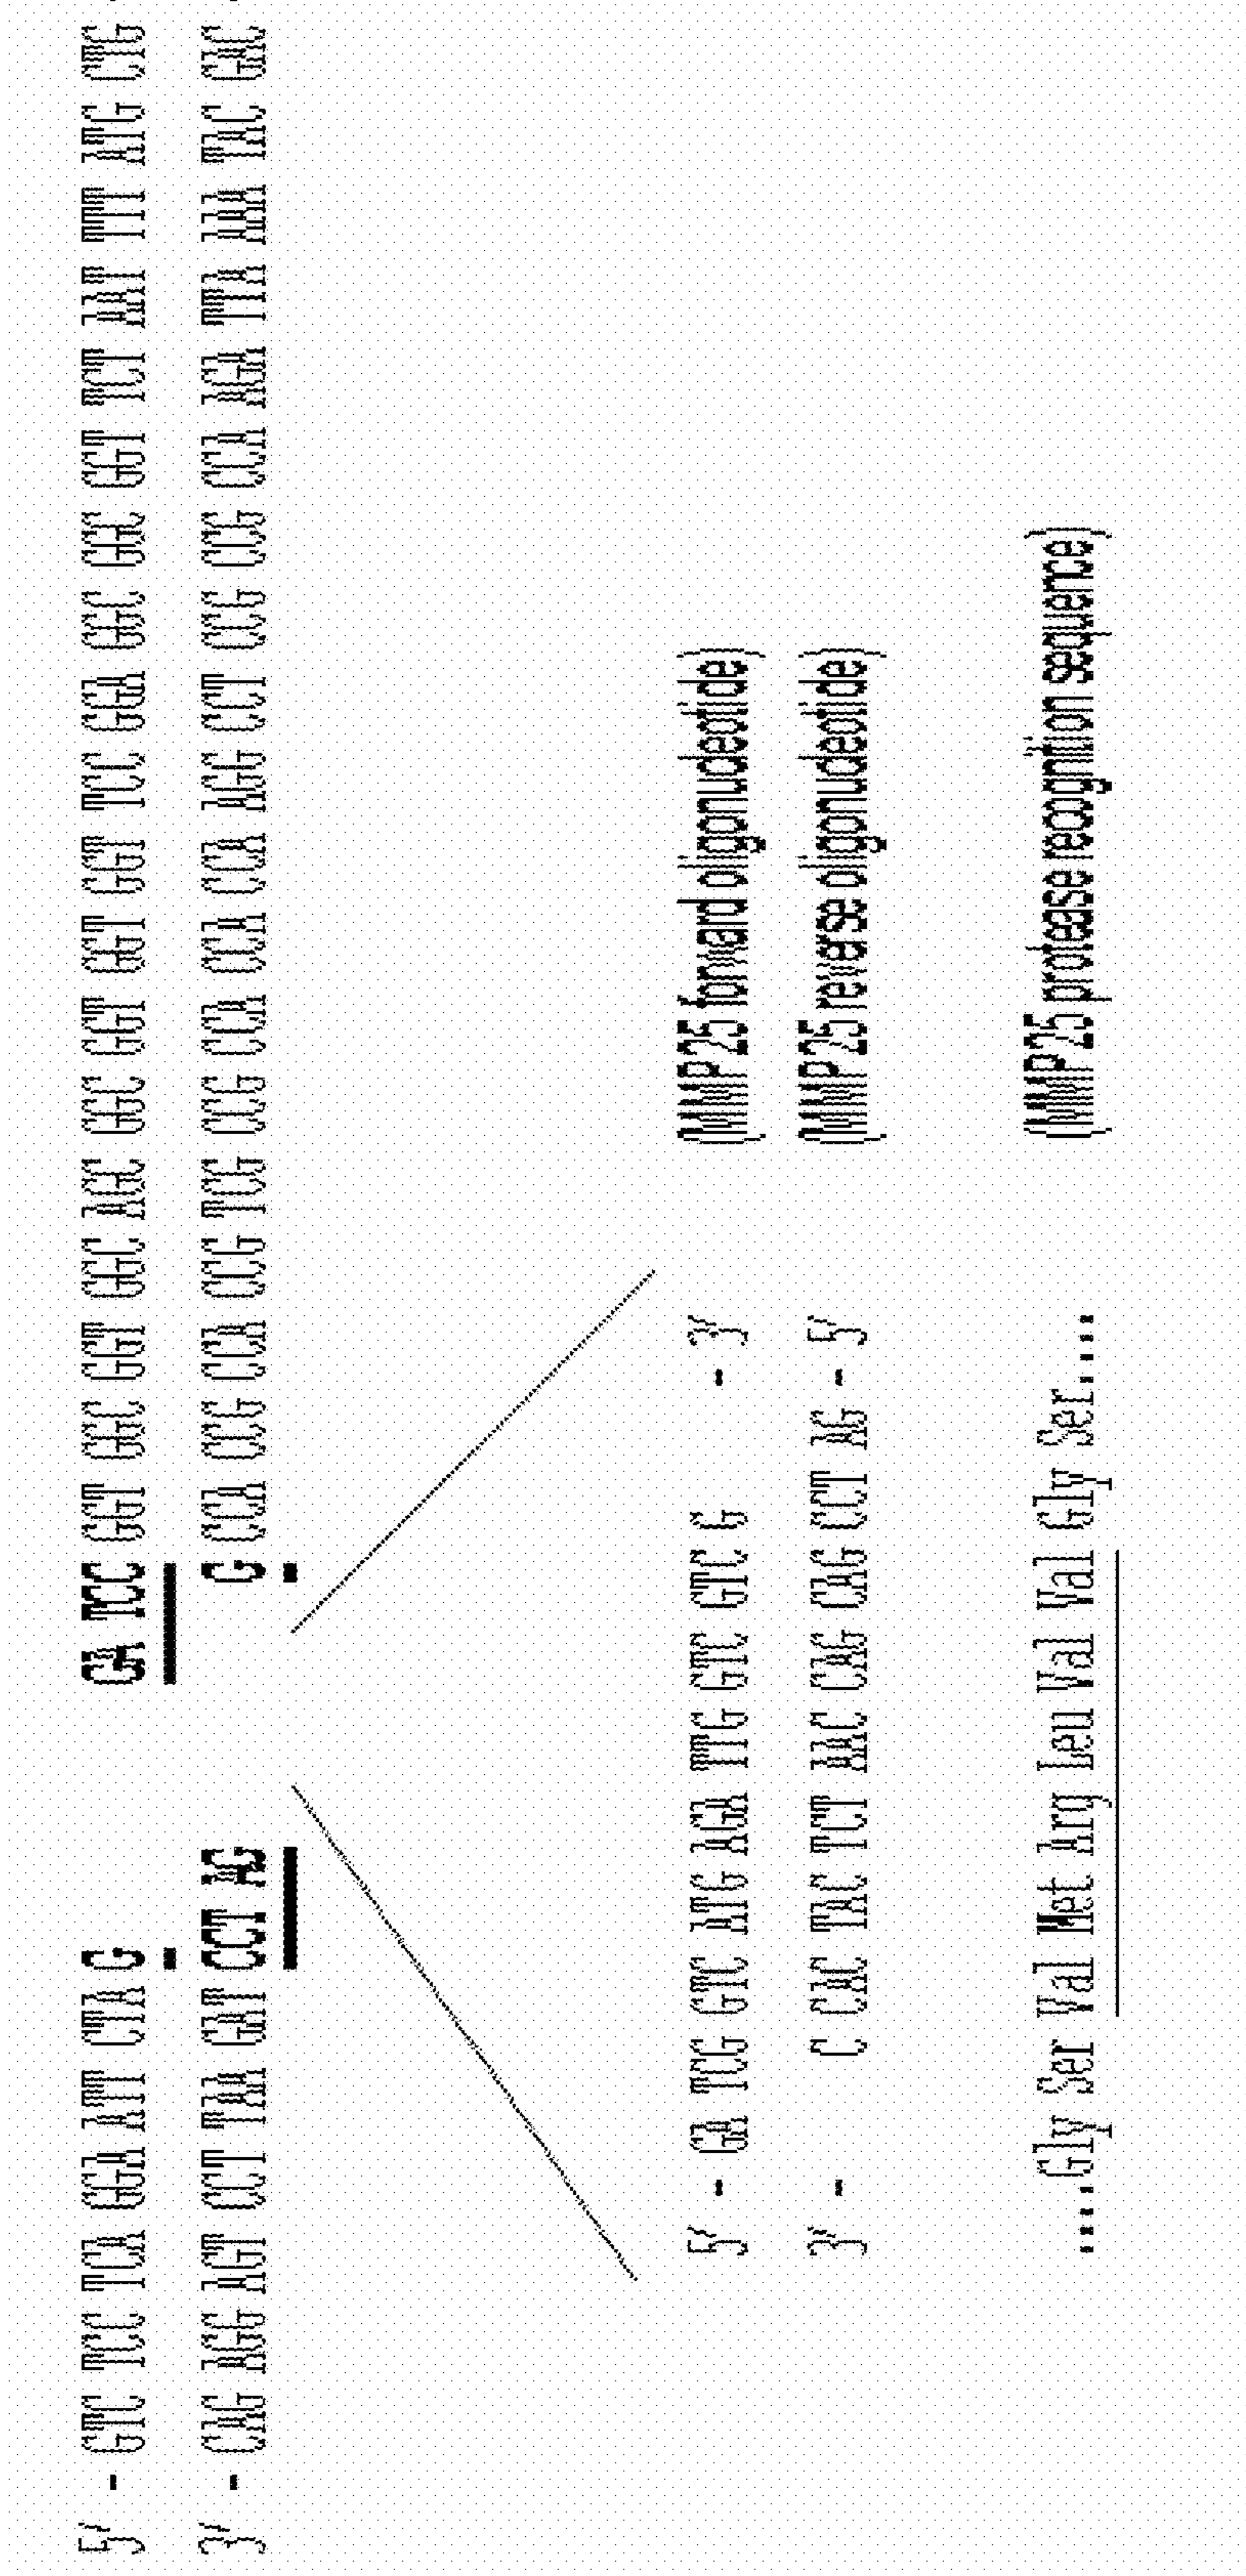 5' - GTC TCC TCA GGA ATT CTA G GA TCC GGT GGC GGT GGC AGC GGC GGT GGT GGT TCC GGA GGC GGC GGT TCT AAT TTT ATG CTG -
3' - CAG AGG AGT CCT TAA GAT CCT AG G CCA CCG CCA CCG TCG CCG CCA CCA CCA AGG CCT CCG CCG CCA AGA TTA AAA TAC GAC -
5' - GA TCG GTC ATG AGA TTG GTC GTC G - 3' (MMP25 forward oligonucleotide)
3' - C CAC TAC TCT AAC CAG CAG CCT AG - 5' (MMP25 reverse oligonucleotide)
...Gly Ser Val Met Arg Leu Val Val Gly Ser... (MMP25 protease recognition sequence)